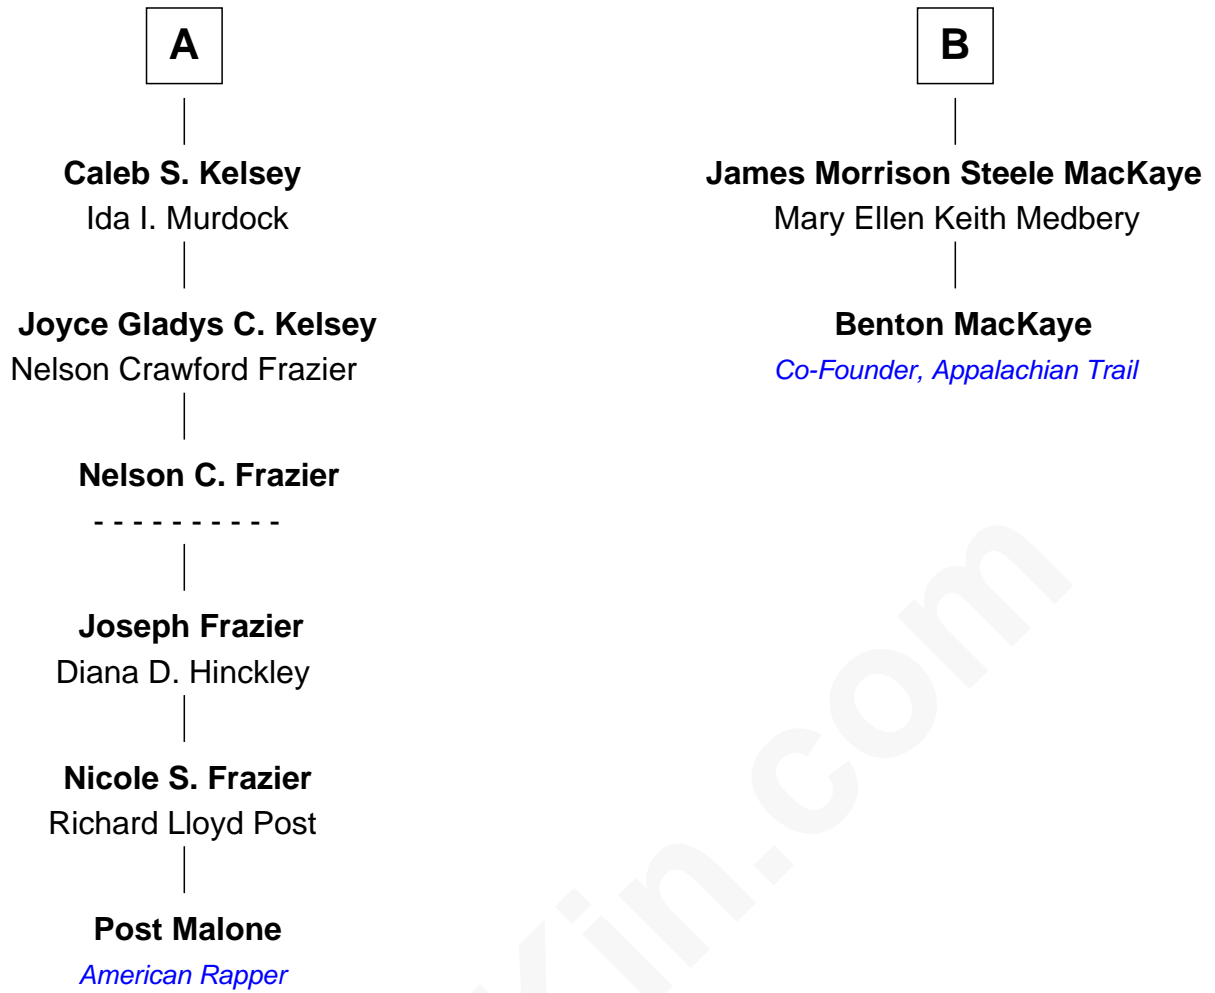 A
Caleb S. Kelsey
Ida I. Murdock
Joyce Gladys C. Kelsey
Nelson Crawford Frazier
Nelson C. Frazier
- - - - - - - - - -
Joseph Frazier
Diana D. Hinckley
Nicole S. Frazier
Richard Lloyd Post
Post Malone
American Rapper
B
James Morrison Steele MacKaye
Mary Ellen Keith Medbery
Benton MacKaye
Co-Founder, Appalachian Trail
Kin.com